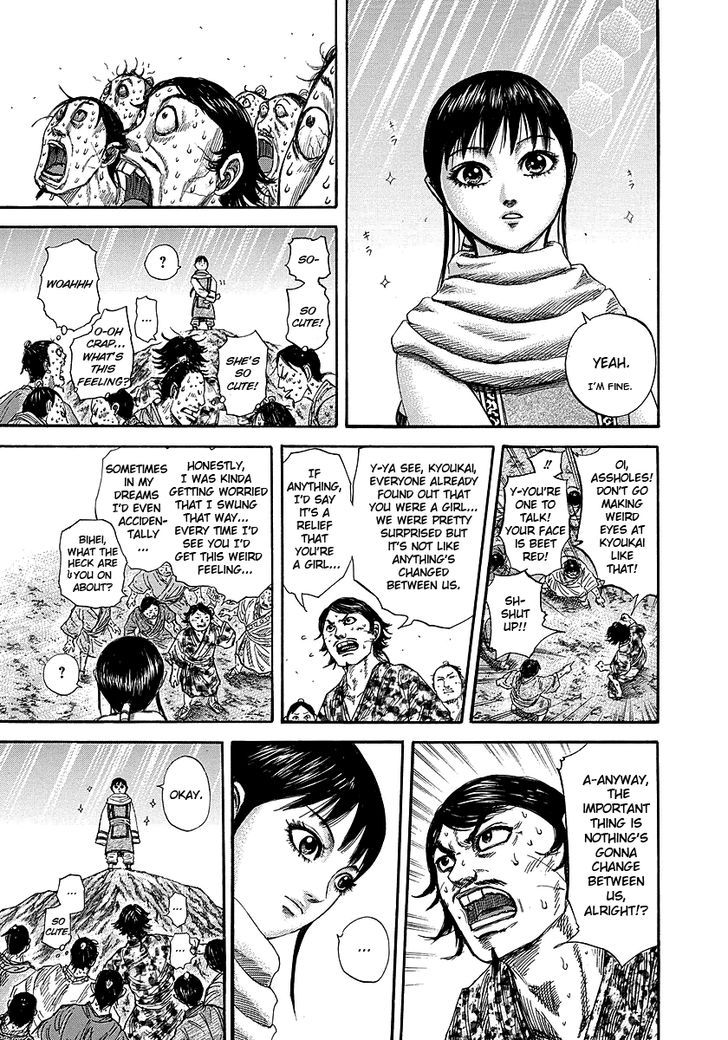 YEAH.
I'M FINE.
SO-
SO
CUTE!
SHE'S
SO
CUTE!
?
...
WOAHHH
O-OH
CRAP...
WHAT'S
THIS
FEELING?
OI,
ASSHOLES!
DON'T GO
MAKING
WEIRD
EYES AT
KYOUKAI
LIKE
THAT!
!!
Y-YOU'RE
ONE TO
TALK!
YOUR FACE
IS BEET
RED!
SH-
SHUT
UP!!
Y-YA SEE, KYOUKAI,
EVERYONE ALREADY
FOUND OUT THAT
YOU WERE A GIRL...
WE WERE PRETTY
SURPRISED BUT
IT'S NOT LIKE
ANYTHING'S
CHANGED
BETWEEN US.
IF
ANYTHING,
I'D SAY
IT'S A
RELIEF
THAT
YOU'RE
A GIRL...
HONESTLY,
I WAS KINDA
GETTING WORRIED
THAT I SWUNG
THAT WAY...
EVERY TIME I'D
SEE YOU I'D
GET THIS WEIRD
FEELING...
SOMETIMES
IN MY
DREAMS
I'D EVEN
ACCIDEN-
TALLY
...
BIHEI,
WHAT THE
HECK ARE
YOU ON
ABOUT?
?
A-ANYWAY,
THE
IMPORTANT
THING IS
NOTHING'S
GONNA
CHANGE
BETWEEN
US,
ALRIGHT!?
...
OKAY.
...
SO
CUTE.
...